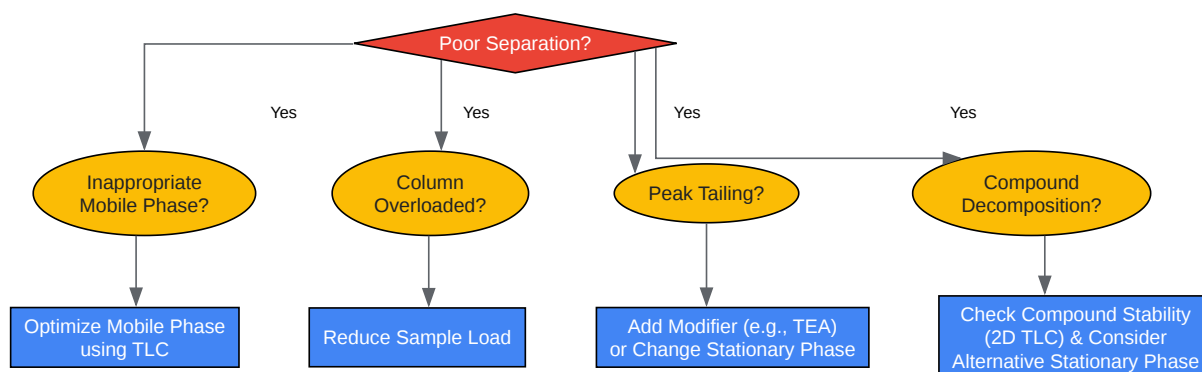 Poor Separation?
Yes
Yes
Yes
Yes
Inappropriate
Mobile Phase?
Column
Overloaded?
Peak Tailing?
Compound
Decomposition?
Optimize Mobile Phase
using TLC
Reduce Sample Load
Add Modifier (e.g., TEA)
or Change Stationary Phase
Check Compound Stability
(2D TLC) & Consider
Alternative Stationary Phase